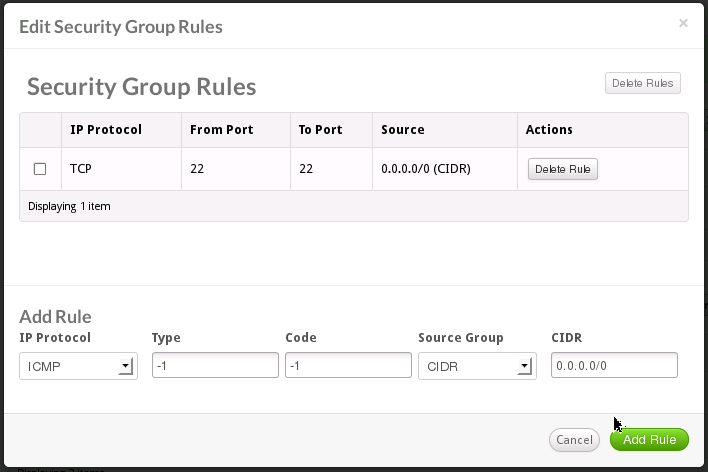 Edit Security Group Rules ×
Security Group Rules Delete Rules
IP Protocol From Port To Port Source Actions
TCP 22 22 0.0.0.0/0 (CIDR) Delete Rule
Displaying 1 item
Add Rule
IP Protocol Type Code Source Group CIDR
ICMP -1 -1 CIDR 0.0.0.0/0
Cancel Add Rule